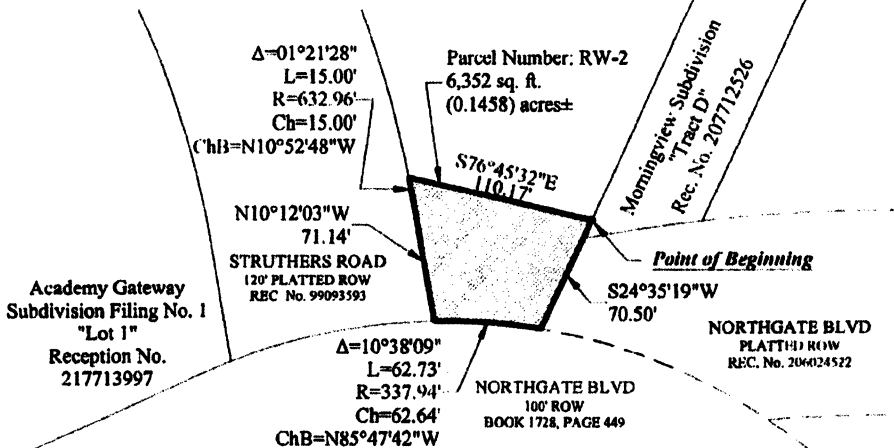 Δ=01°21'28"
L=15.00'
R=632.96'
Ch=15.00'
ChB=N10°52'48"W
Parcel Number: RW-2
6,352 sq. ft.
(0.1458) acres±
Morningview Subdivision
"Tract D"
Rec. No. 207712526
S76°45'32"E
110.17'
N10°12'03"W
71.14'
STRUTHERS ROAD
120' PLATTED ROW
REC No. 99093593
Point of Beginning
S24°35'19"W
70.50'
Academy Gateway
Subdivision Filing No. 1
"Lot 1"
Reception No.
217713997
NORTHGATE BLVD
PLATTED ROW
REC. No. 206024522
Δ=10°38'09"
L=62.73'
R=337.94'
Ch=62.64'
ChB=N85°47'42"W
NORTHGATE BLVD
100' ROW
BOOK 1728, PAGE 449